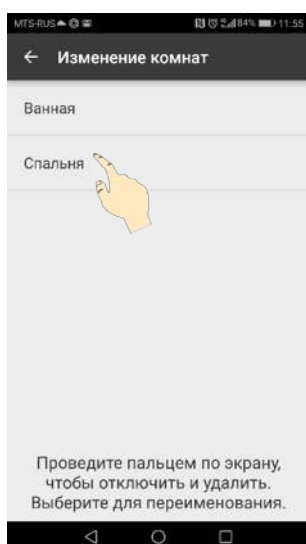 MTS-RUS 84% 11:55
Изменение комнат
Ванная
Спальня
Проведите пальцем по экрану,
чтобы отключить и удалить.
Выберите для переименования.